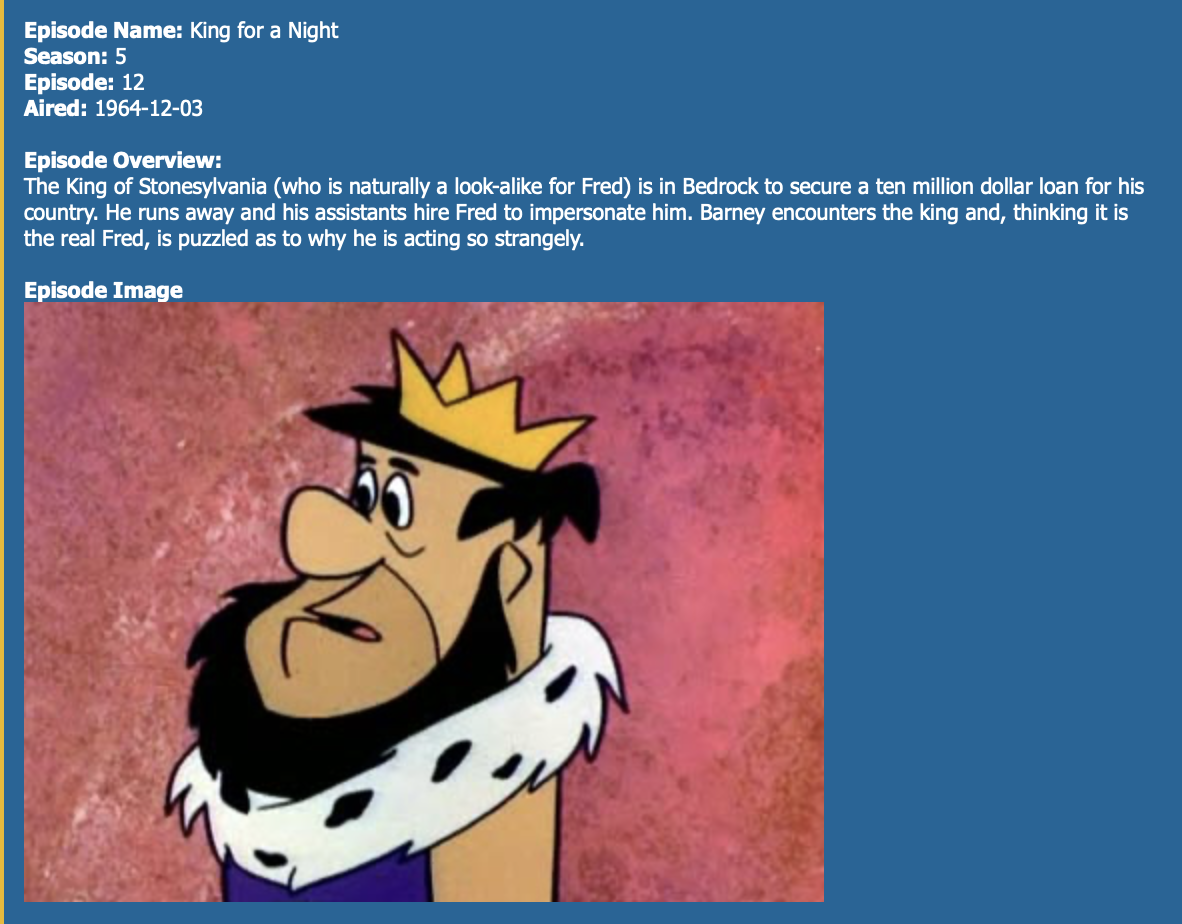 Episode Name: King for a Night
Season: 5
Episode: 12
Aired: 1964-12-03
Episode Overview:
The King of Stonesylvania (who is naturally a look-alike for Fred) is in Bedrock to secure a ten million dollar loan for his
country. He runs away and his assistants hire Fred to impersonate him. Barney encounters the king and, thinking it is
the real Fred, is puzzled as to why he is acting so strangely.
Episode Image